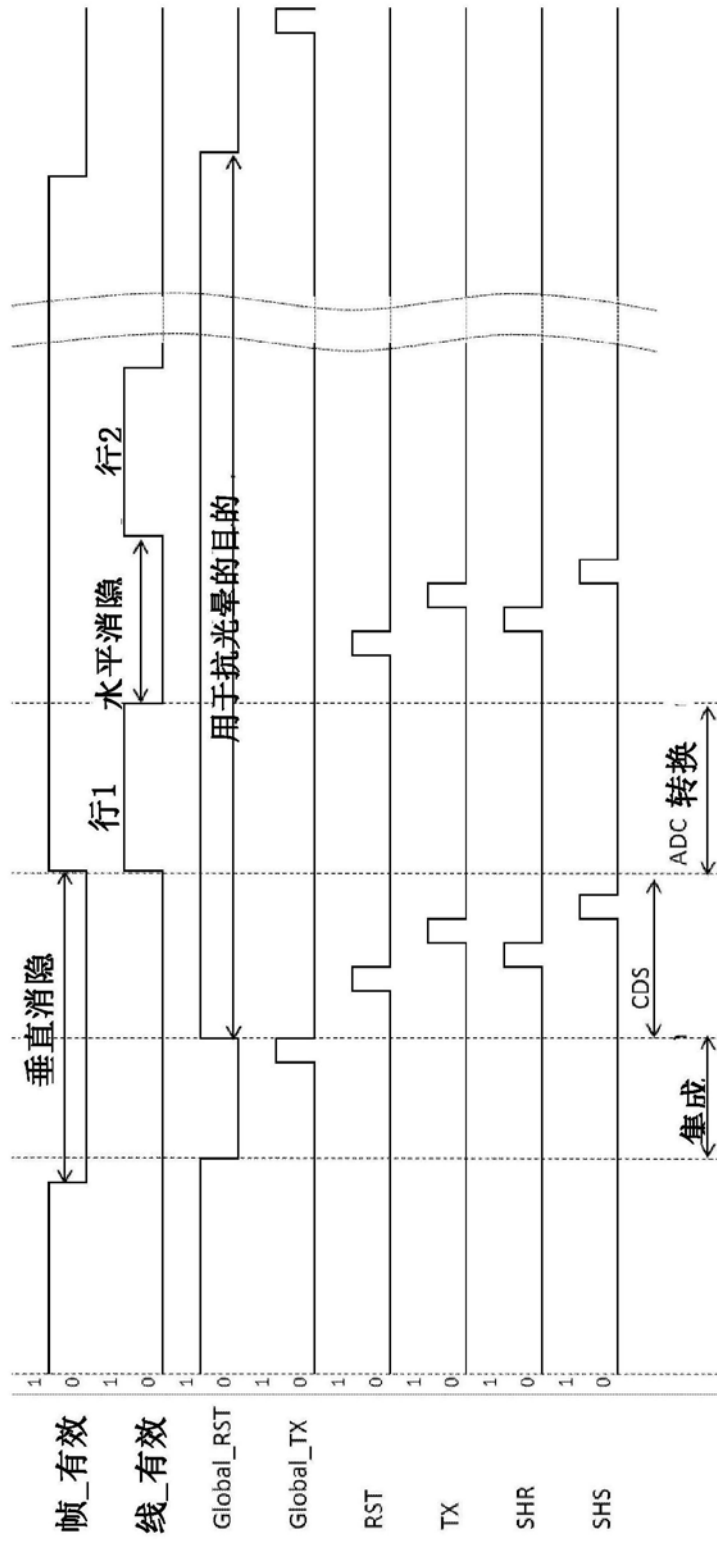 帧_有效
1
0
垂直消隐
线_有效
1
0
行1
水平消隐
行2
Global_RST
1
0
用于抗光晕的目的
Global_TX
1
0
RST
1
0
TX
1
0
SHR
1
0
SHS
1
0
集成
CDS
ADC 转换